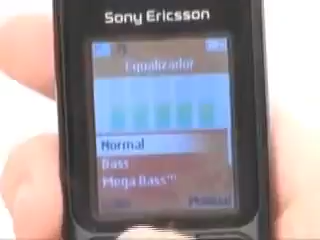 Sony Ericsson
Equalizador
Normal
Bass
Mega Bass™